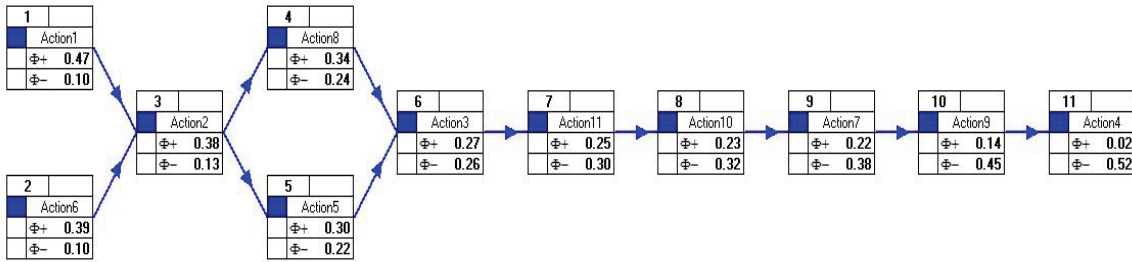 1
Action1
Φ+ 0.47
Φ− 0.10
2
Action6
Φ+ 0.39
Φ− 0.10
3
Action2
Φ+ 0.38
Φ− 0.13
4
Action8
Φ+ 0.34
Φ− 0.24
5
Action5
Φ+ 0.30
Φ− 0.22
6
Action3
Φ+ 0.27
Φ− 0.26
7
Action11
Φ+ 0.25
Φ− 0.30
8
Action10
Φ+ 0.23
Φ− 0.32
9
Action7
Φ+ 0.22
Φ− 0.38
10
Action9
Φ+ 0.14
Φ− 0.45
11
Action4
Φ+ 0.02
Φ− 0.52